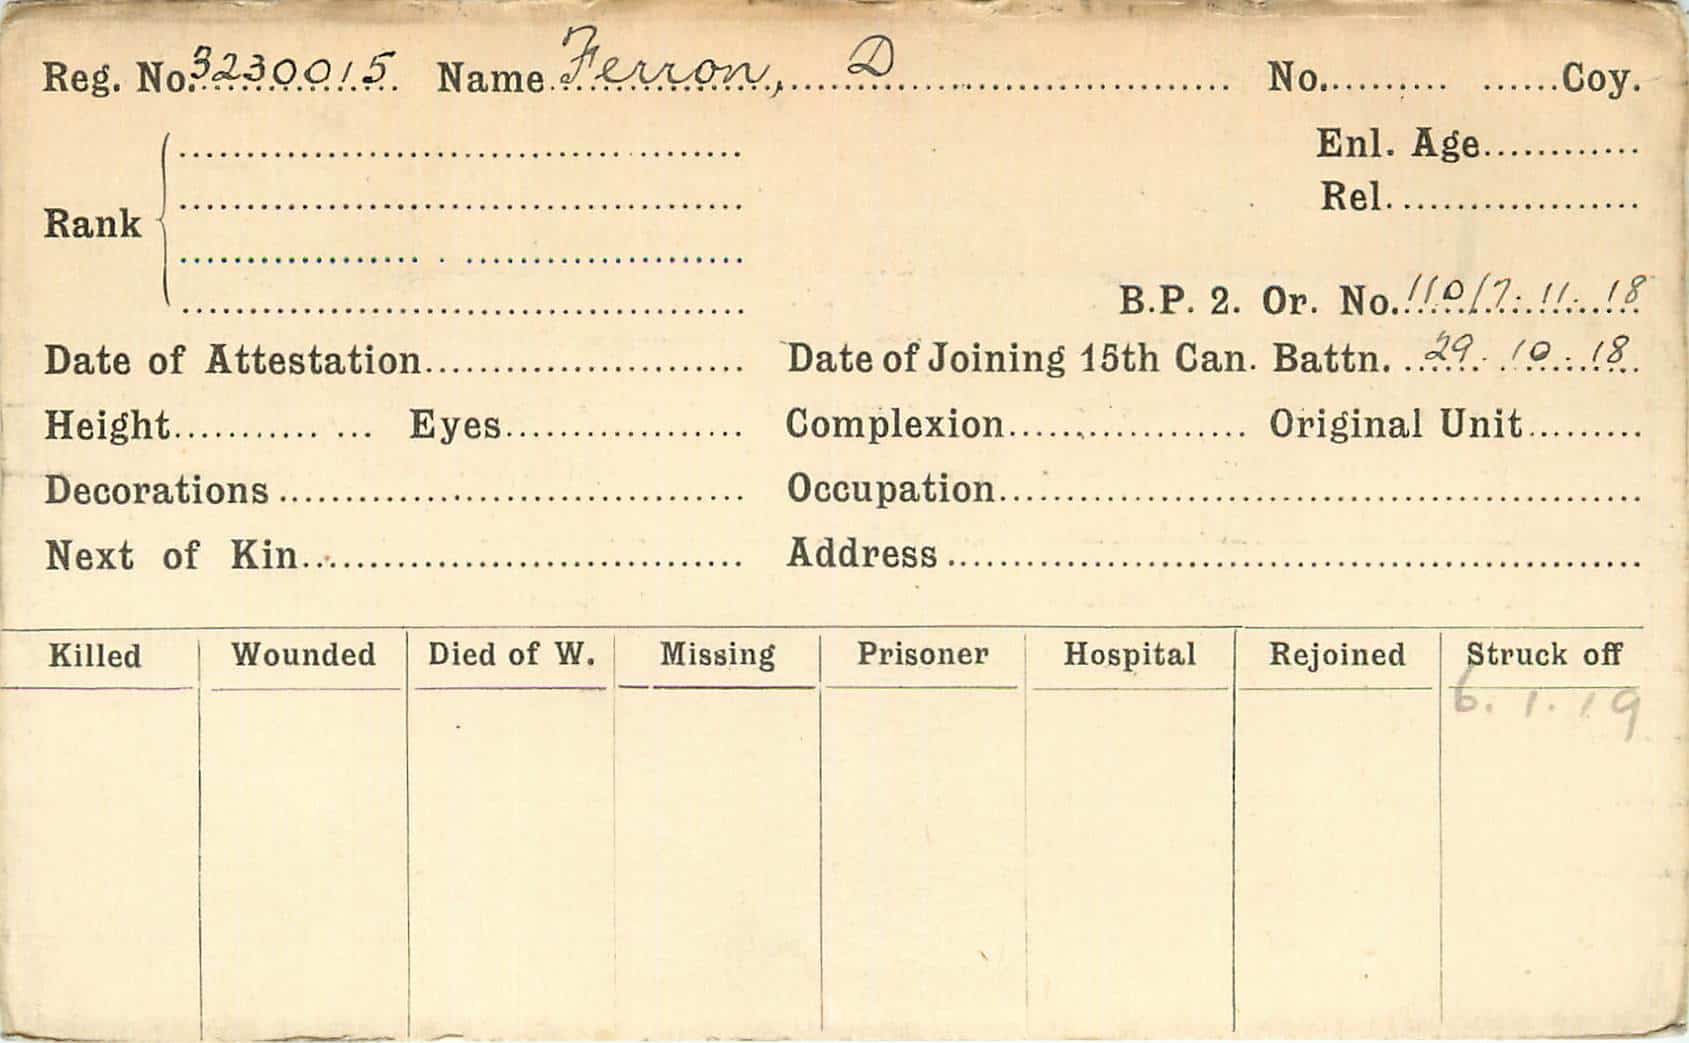 Reg. No. 3230015 Name Ferron, D No. Coy.
Enl. Age
Rel.
Rank
B.P. 2. Or. No. 110/7.11.18
Date of Attestation Date of Joining 15th Can. Battn. 29.10.18
Height Eyes Complexion Original Unit
Decorations Occupation
Next of Kin Address
Killed Wounded Died of W. Missing Prisoner Hospital Rejoined Struck off
6.1.19